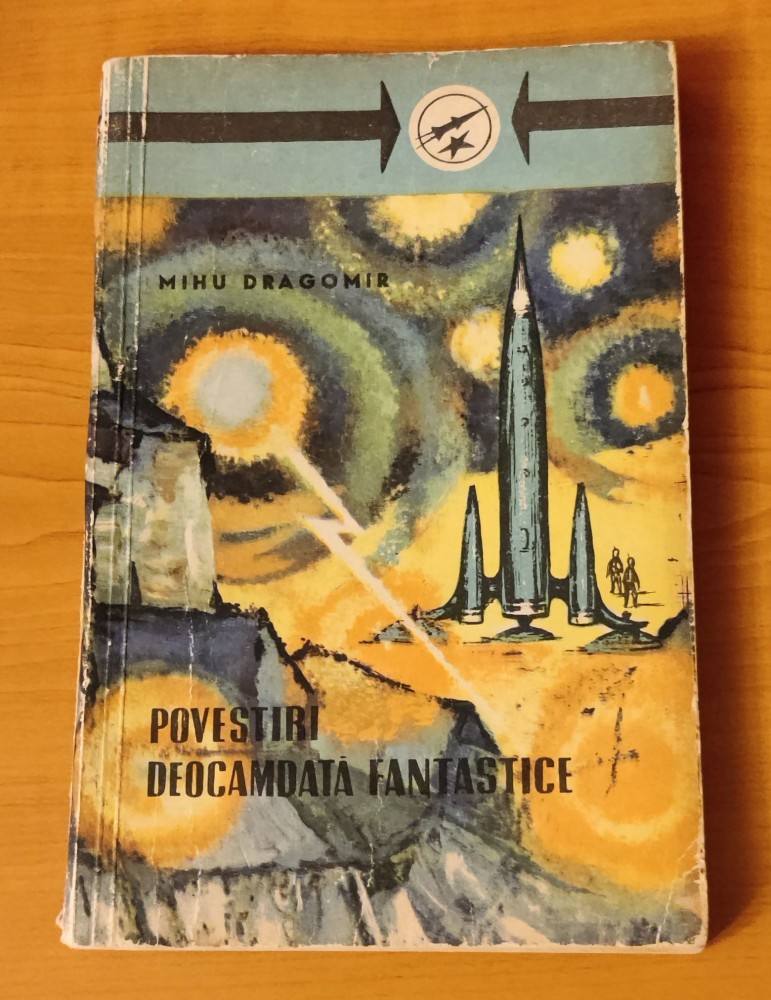 MIHU DRAGOMIR
POVESTIRI
DEOCAMDATĂ FANTASTICE